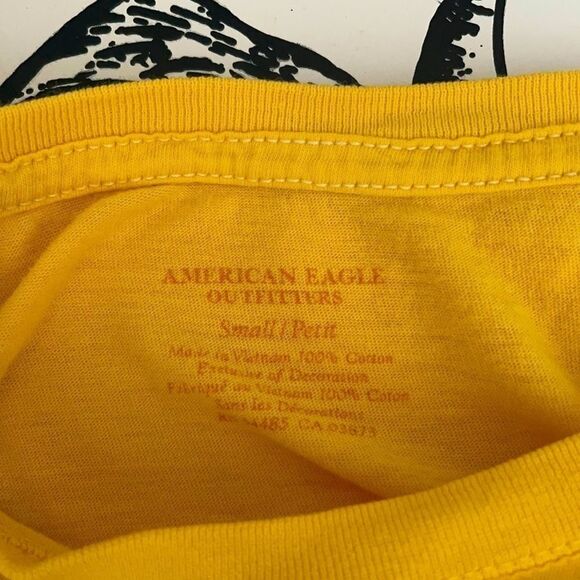 AMERICAN EAGLE
OUTFITTERS
Small/Petit
Made in Vietnam 100% Cotton
Exclusive of Decoration
Fabriqué au Vietnam 100% Coton
Sans les Décorations
CA 03673